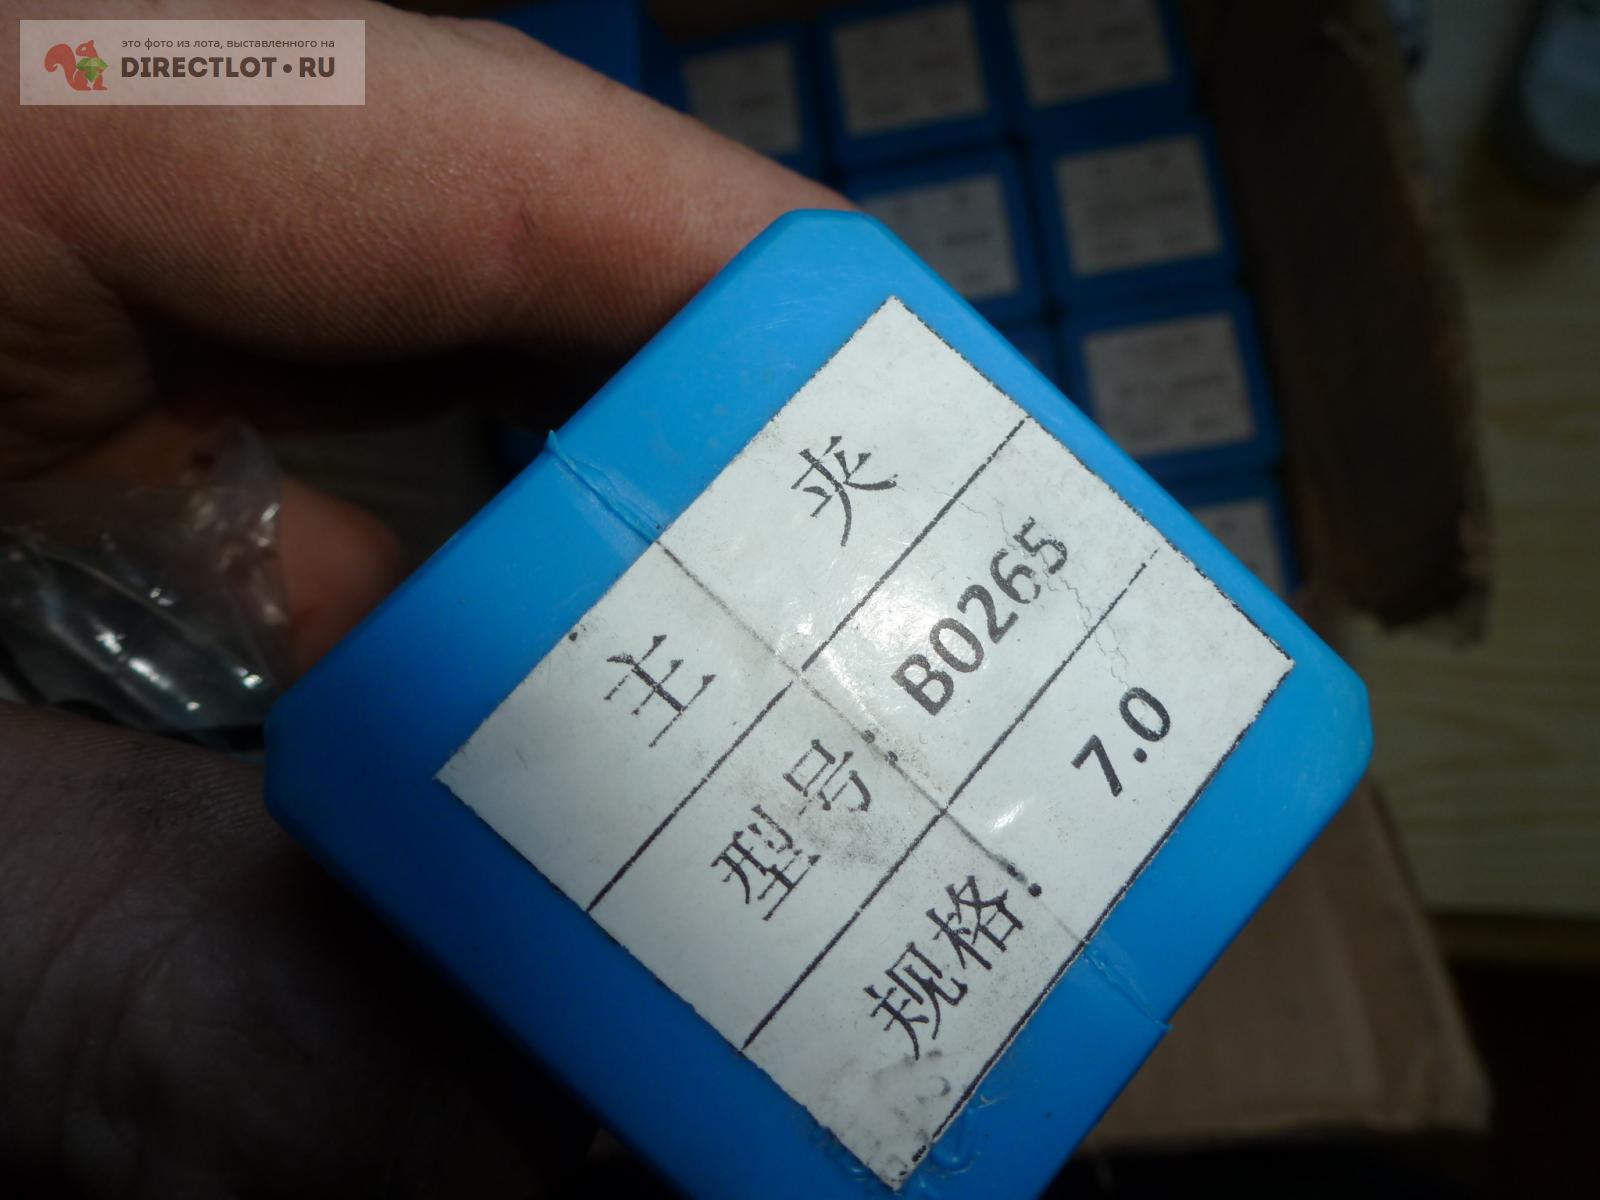 это фото из лота, выставленного на
DIRECTLOT•RU
主 夹
型号: B0265
规格: 7.0